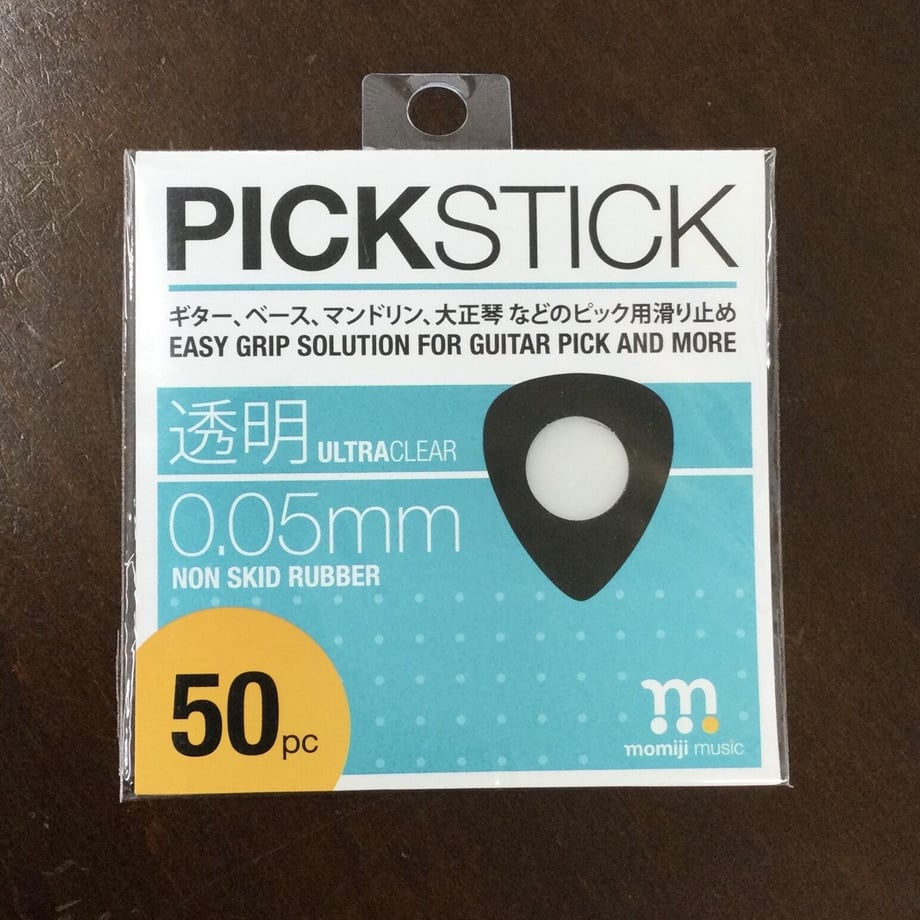 PICKSTICK
ギター、ベース、マンドリン、大正琴 などのピック用滑り止め
EASY GRIP SOLUTION FOR GUITAR PICK AND MORE
透明 ULTRACLEAR
0.05mm
NON SKID RUBBER
50pc
m
momiji music